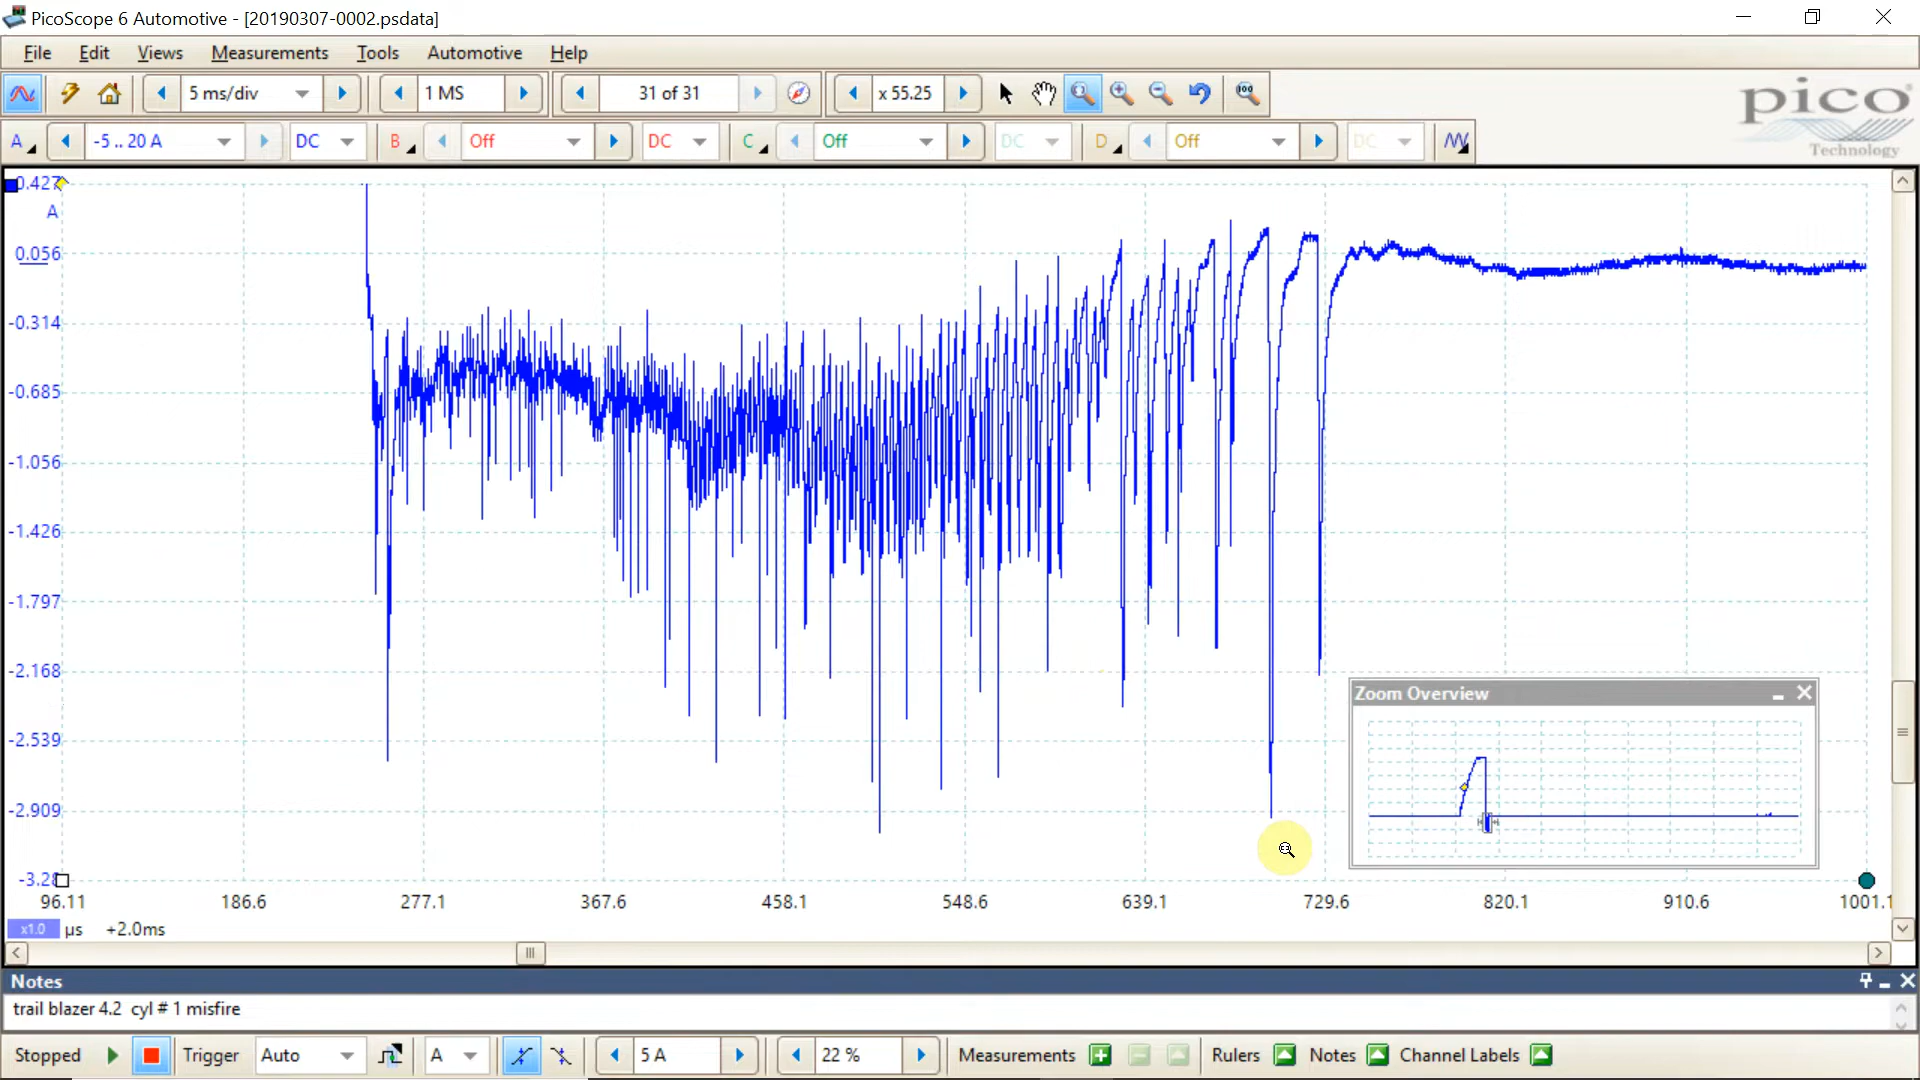 PicoScope 6 Automotive - [20190307-0002.psdata]
File Edit Views Measurements Tools Automotive Help
5 ms/div 1 MS 31 of 31 x 55.25 100
pico
Technology
A -5 .. 20 A DC B Off DC C Off DC D Off DC
0.427
A
0.056
-0.314
-0.685
-1.056
-1.426
-1.797
-2.168
-2.539
-2.909
-3.28
Zoom Overview
96.11 186.6 277.1 367.6 458.1 548.6 639.1 729.6 820.1 910.6 1001.1
x1.0 µs +2.0ms
Notes
trail blazer 4.2 cyl # 1 misfire
Stopped Trigger Auto A 5 A 22 % Measurements Rulers Notes Channel Labels